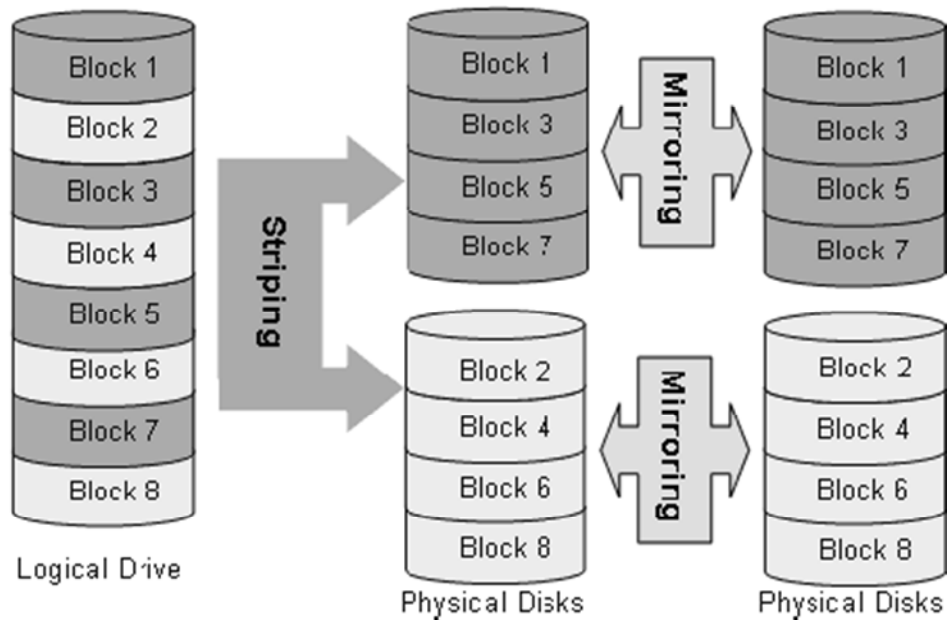 Block 1
Block 2
Block 3
Block 4
Block 5
Block 6
Block 7
Block 8
Logical Drive
Striping
Block 1
Block 3
Block 5
Block 7
Mirroring
Block 1
Block 3
Block 5
Block 7
Block 2
Block 4
Block 6
Block 8
Physical Disks
Mirroring
Block 2
Block 4
Block 6
Block 8
Physical Disks